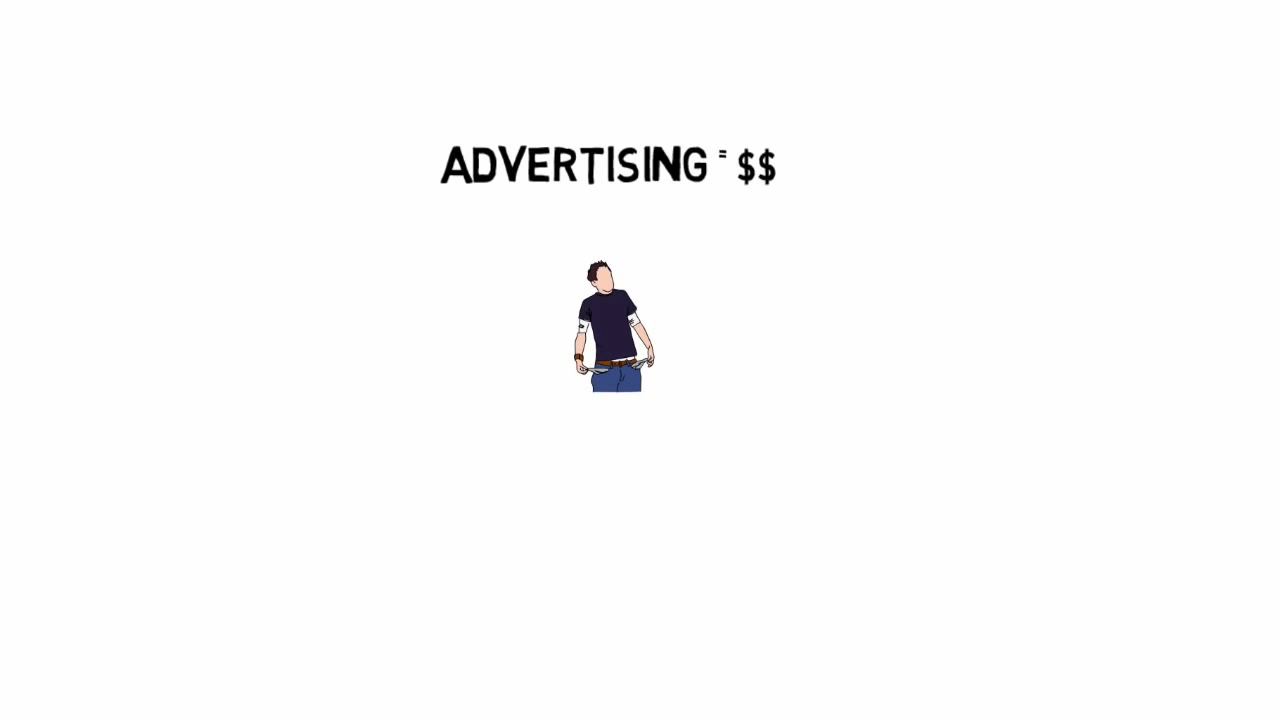 ADVERTISING = $$